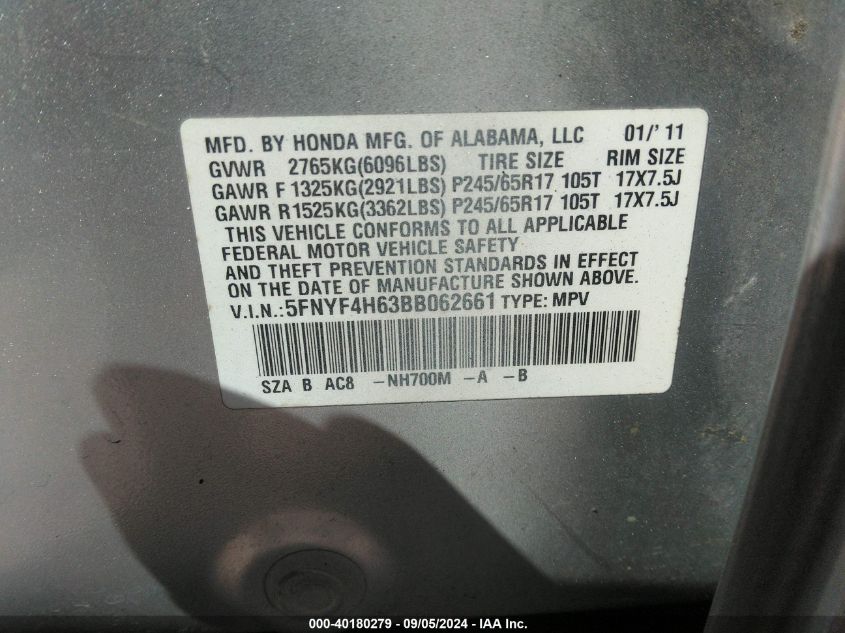 MFD. BY HONDA MFG. OF ALABAMA, LLC 01/'11
GVWR 2765KG(6096LBS) TIRE SIZE RIM SIZE
GAWR F 1325KG(2921LBS) P245/65R17 105T 17X7.5J
GAWR R1525KG(3362LBS) P245/65R17 105T 17X7.5J
THIS VEHICLE CONFORMS TO ALL APPLICABLE
FEDERAL MOTOR VEHICLE SAFETY
AND THEFT PREVENTION STANDARDS IN EFFECT
ON THE DATE OF MANUFACTURE SHOWN ABOVE.
V.I.N.:5FNYF4H63BB062661 TYPE: MPV
SZA B AC8 -NH700M -A -B
000-40180279 - 09/05/2024 - IAA Inc.